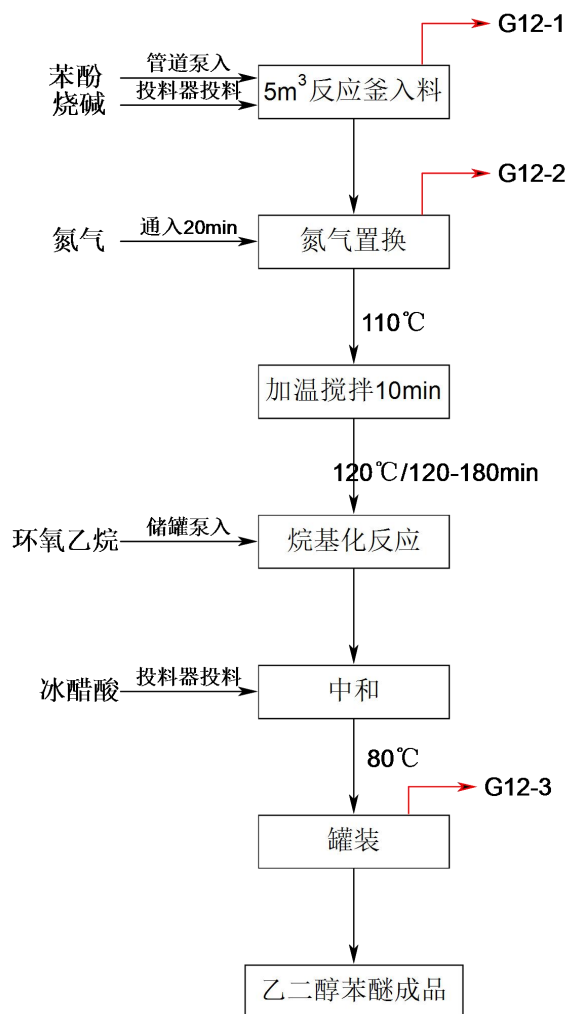 G12-1
苯酚
管道泵入
烧碱
投料器投料
5m³反应釜入料
G12-2
氮气
通入20min
氮气置换
110℃
加温搅拌10min
120℃/120-180min
环氧乙烷
储罐泵入
烷基化反应
冰醋酸
投料器投料
中和
80℃
G12-3
罐装
乙二醇苯醚成品